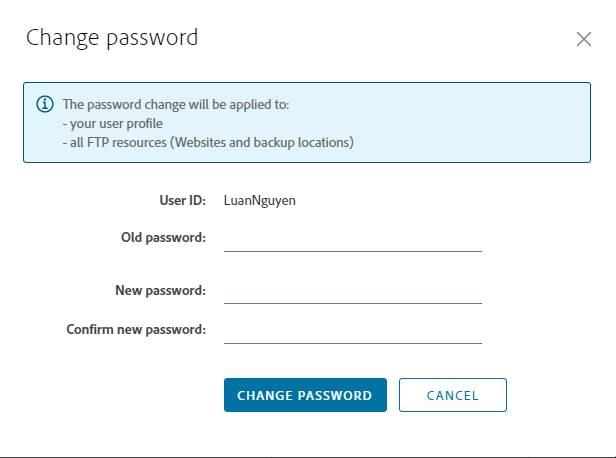 Change password
The password change will be applied to:
- your user profile
- all FTP resources (Websites and backup locations)
User ID: LuanNguyen
Old password:
New password:
Confirm new password:
CHANGE PASSWORD CANCEL